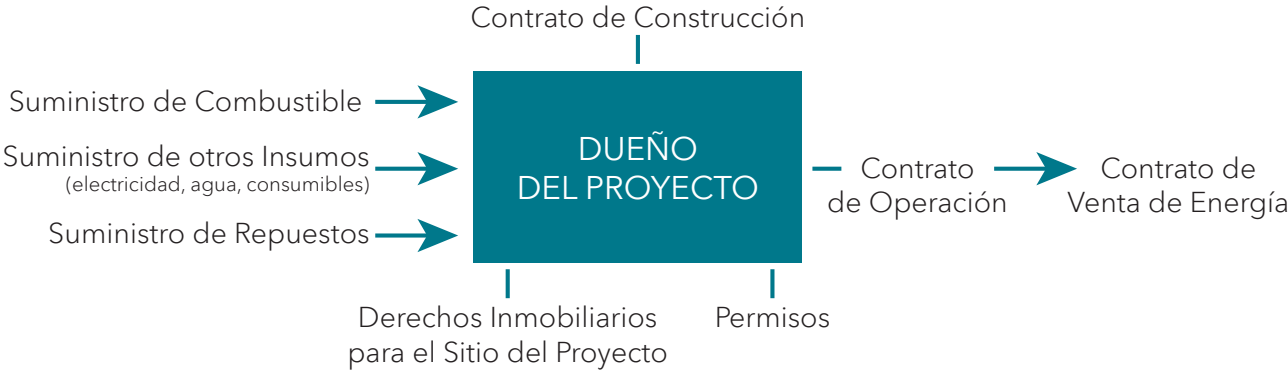 Contrato de Construcción
Suministro de Combustible
Suministro de otros Insumos
(electricidad, agua, consumibles)
Suministro de Repuestos
DUEÑO
DEL PROYECTO
Contrato
de Operación
Contrato de
Venta de Energía
Derechos Inmobiliarios
para el Sitio del Proyecto
Permisos